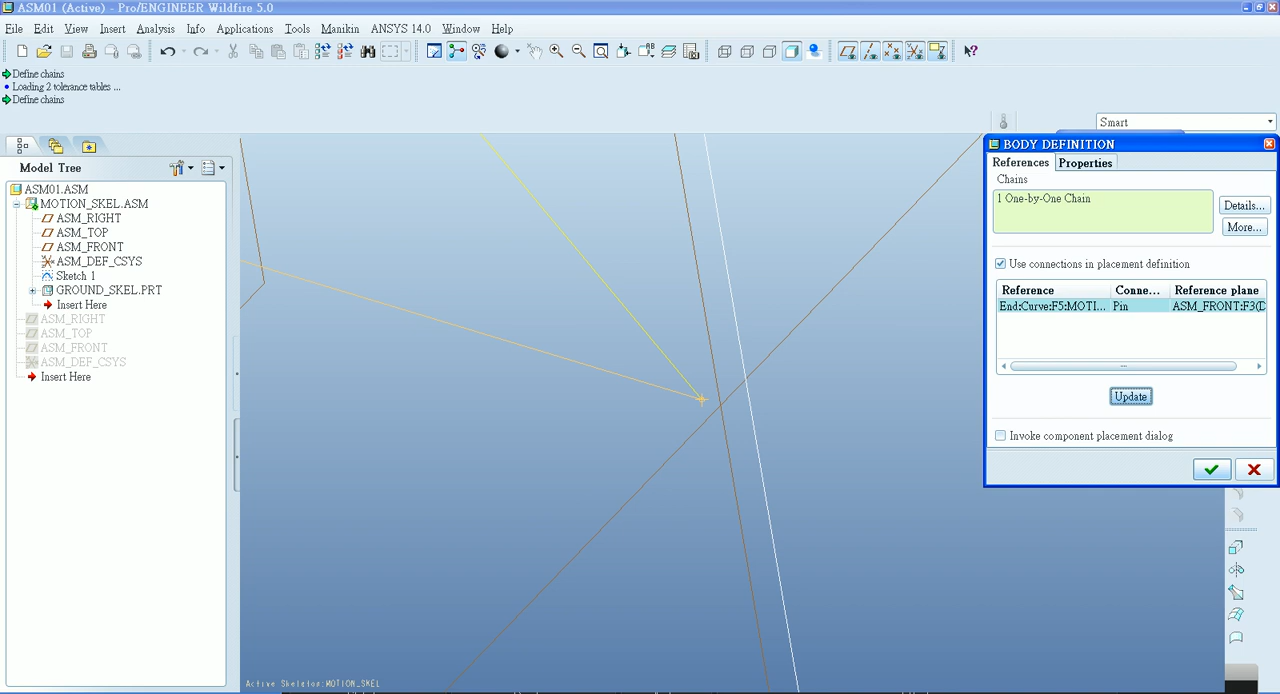 ASM01 (Active) - Pro/ENGINEER Wildfire 5.0
File Edit View Insert Analysis Info Applications Tools Manikin ANSYS 14.0 Window Help
Define chains
Loading 2 tolerance tables ...
Define chains
Smart
Model Tree
ASM01.ASM
MOTION_SKEL.ASM
ASM_RIGHT
ASM_TOP
ASM_FRONT
ASM_DEF_CSYS
Sketch 1
GROUND_SKEL.PRT
Insert Here
ASM_RIGHT
ASM_TOP
ASM_FRONT
ASM_DEF_CSYS
Insert Here
Active Skeleton:MOTION_SKEL
BODY DEFINITION
References Properties
Chains
1 One-by-One Chain
Details...
More...
Use connections in placement definition
Reference Conne... Reference plane
End:Curve:F5:MOTI... Pin ASM_FRONT:F3(D
Update
Invoke component placement dialog